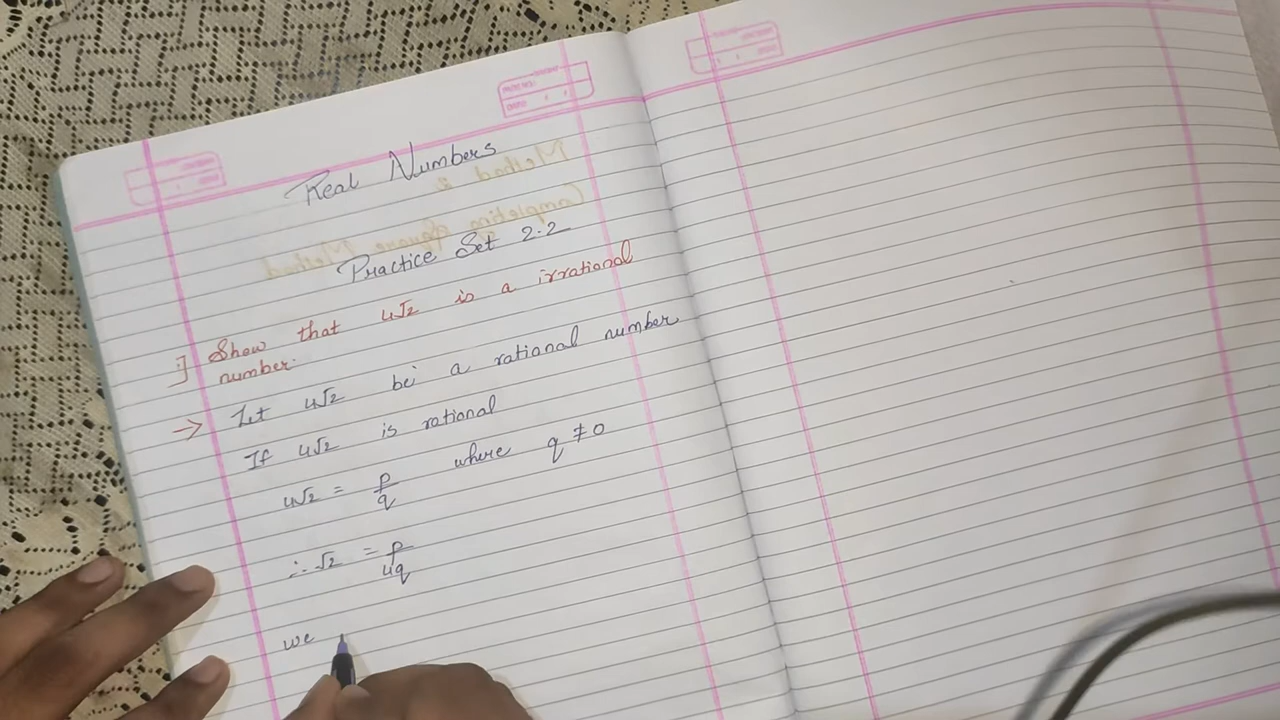 Real Numbers
Practice Set 2.2
1] Show that 4√2 is a irrational
number.
→ Let 4√2 be a rational number
If 4√2 is rational
4√2 = p/q where q ≠ 0
∴ √2 = p/4q
we